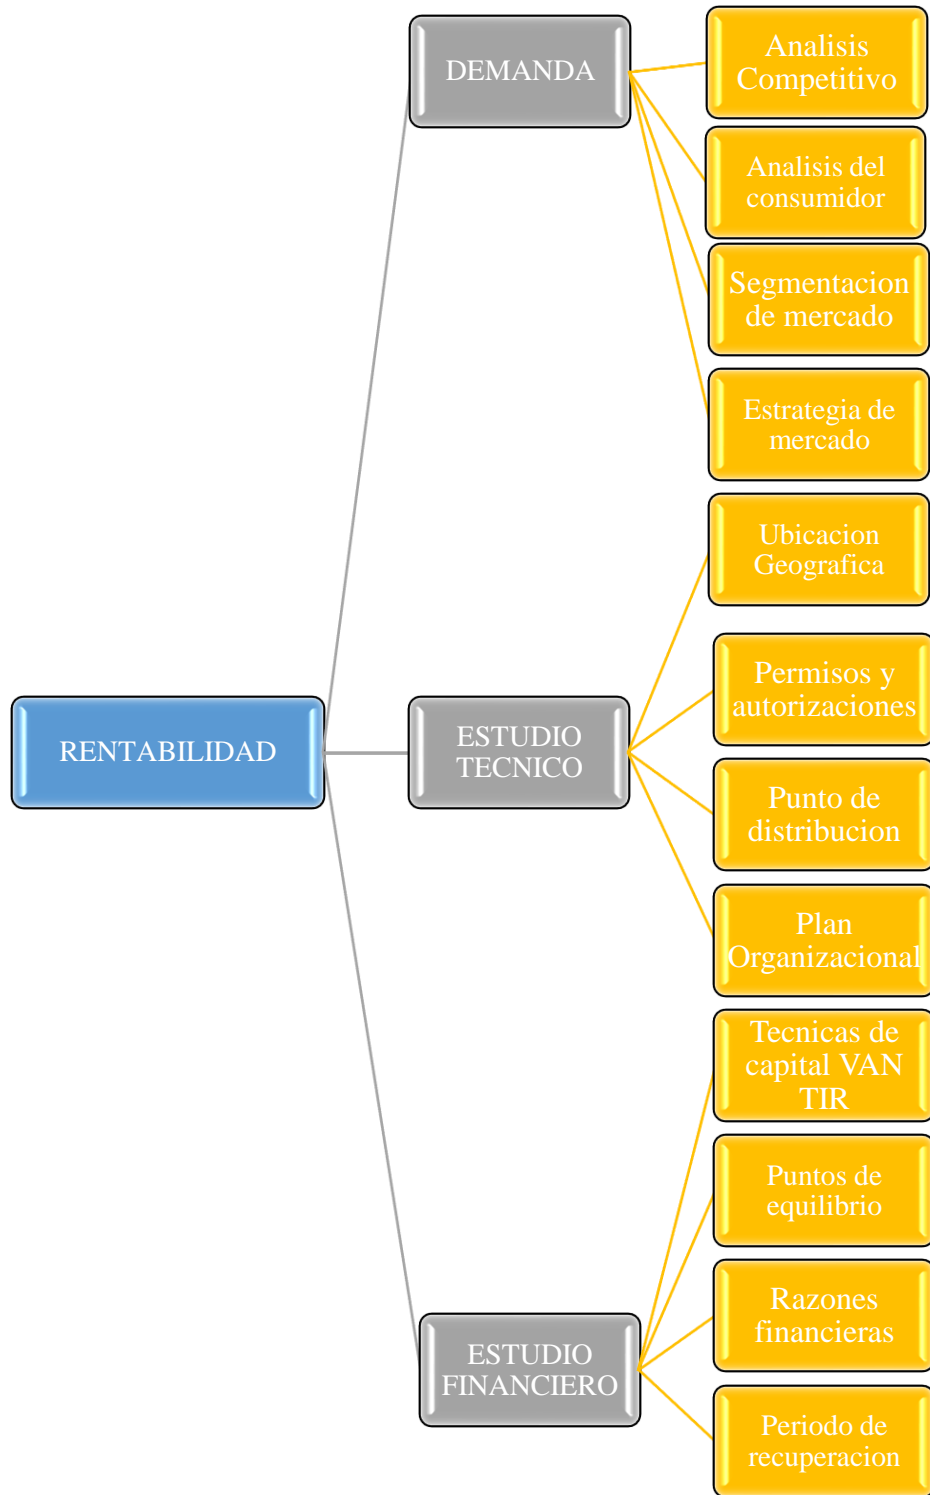 DEMANDA
Analisis
Competitivo
Analisis del
consumidor
Segmentacion
de mercado
Estrategia de
mercado
RENTABILIDAD
ESTUDIO
TECNICO
Ubicacion
Geografica
Permisos y
autorizaciones
Punto de
distribucion
Plan
Organizacional
ESTUDIO
FINANCIERO
Tecnicas de
capital VAN
TIR
Puntos de
equilibrio
Razones
financieras
Periodo de
recuperacion